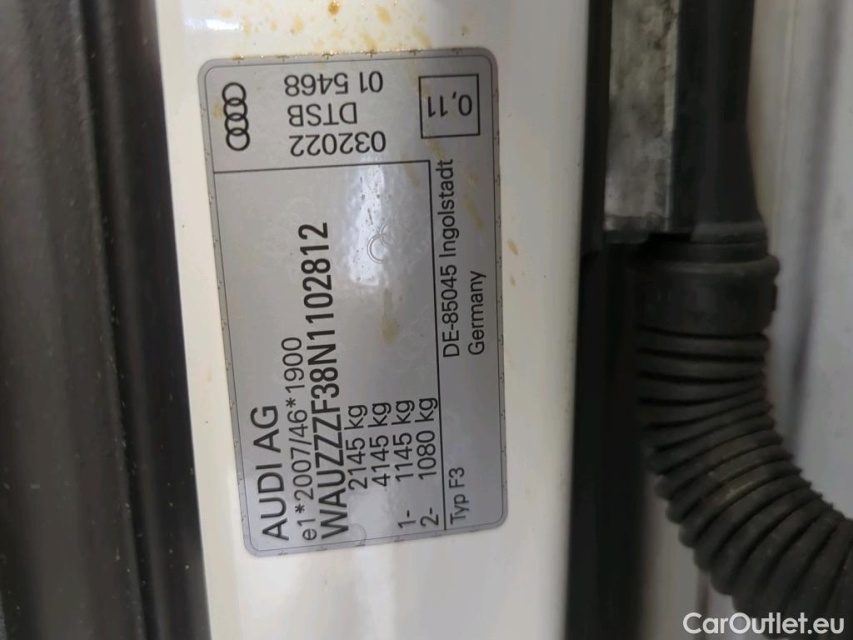 AUDI AG
e1*2007/46*1900
WAUZZZF38N1102812
2145 kg
4145 kg
1- 1145 kg
2- 1080 kg
Typ F3
DE-85045 Ingolstadt
Germany
032022
DTSB
01 5468
0,11
CarOutlet.eu